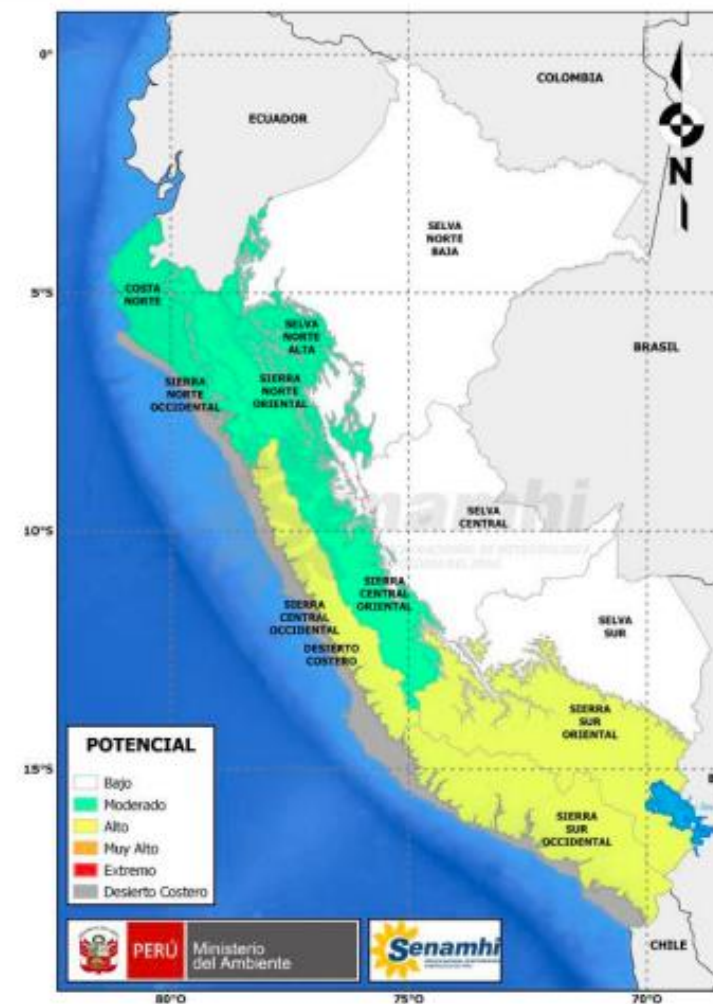 0°
COLOMBIA
ECUADOR
N
SELVA
NORTE
BAJA
5°S
COSTA
NORTE
SELVA
NORTE
ALTA
BRASIL
SIERRA
NORTE
OCCIDENTAL
SIERRA
NORTE
ORIENTAL
10°S
SELVA
CENTRAL
SIERRA
CENTRAL
ORIENTAL
SIERRA
CENTRAL
OCCIDENTAL
DESIERTO
COSTERO
SELVA
SUR
SIERRA
SUR
ORIENTAL
15°S
SIERRA
SUR
OCCIDENTAL
CHILE
POTENCIAL
Bajo
Moderado
Alto
Muy Alto
Extremo
Desierto Costero
PERÚ
Ministerio
del Ambiente
Senamhi
80°O
75°O
70°O